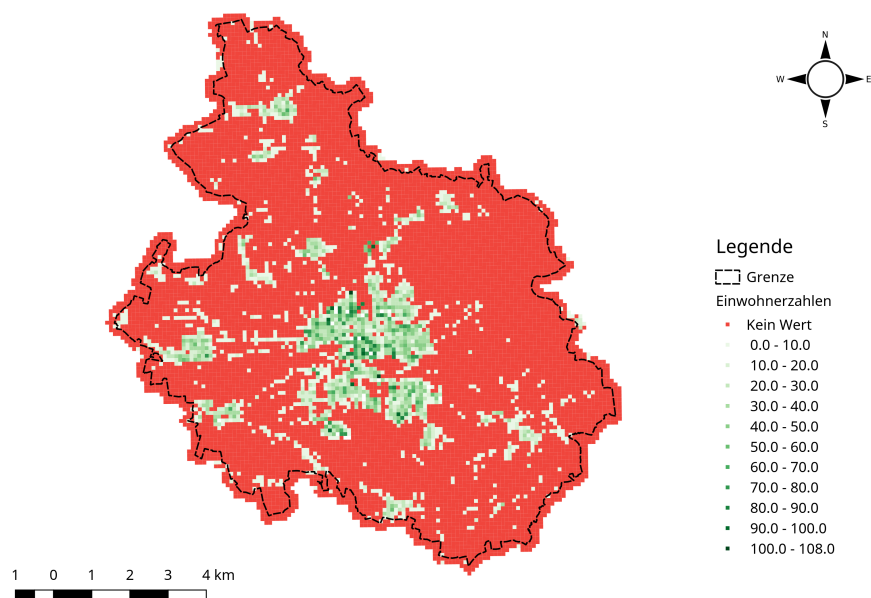 N
W E
S
Legende
Grenze
Einwohnerzahlen
Kein Wert
0.0 - 10.0
10.0 - 20.0
20.0 - 30.0
30.0 - 40.0
40.0 - 50.0
50.0 - 60.0
60.0 - 70.0
70.0 - 80.0
80.0 - 90.0
90.0 - 100.0
100.0 - 108.0
1 0 1 2 3 4 km